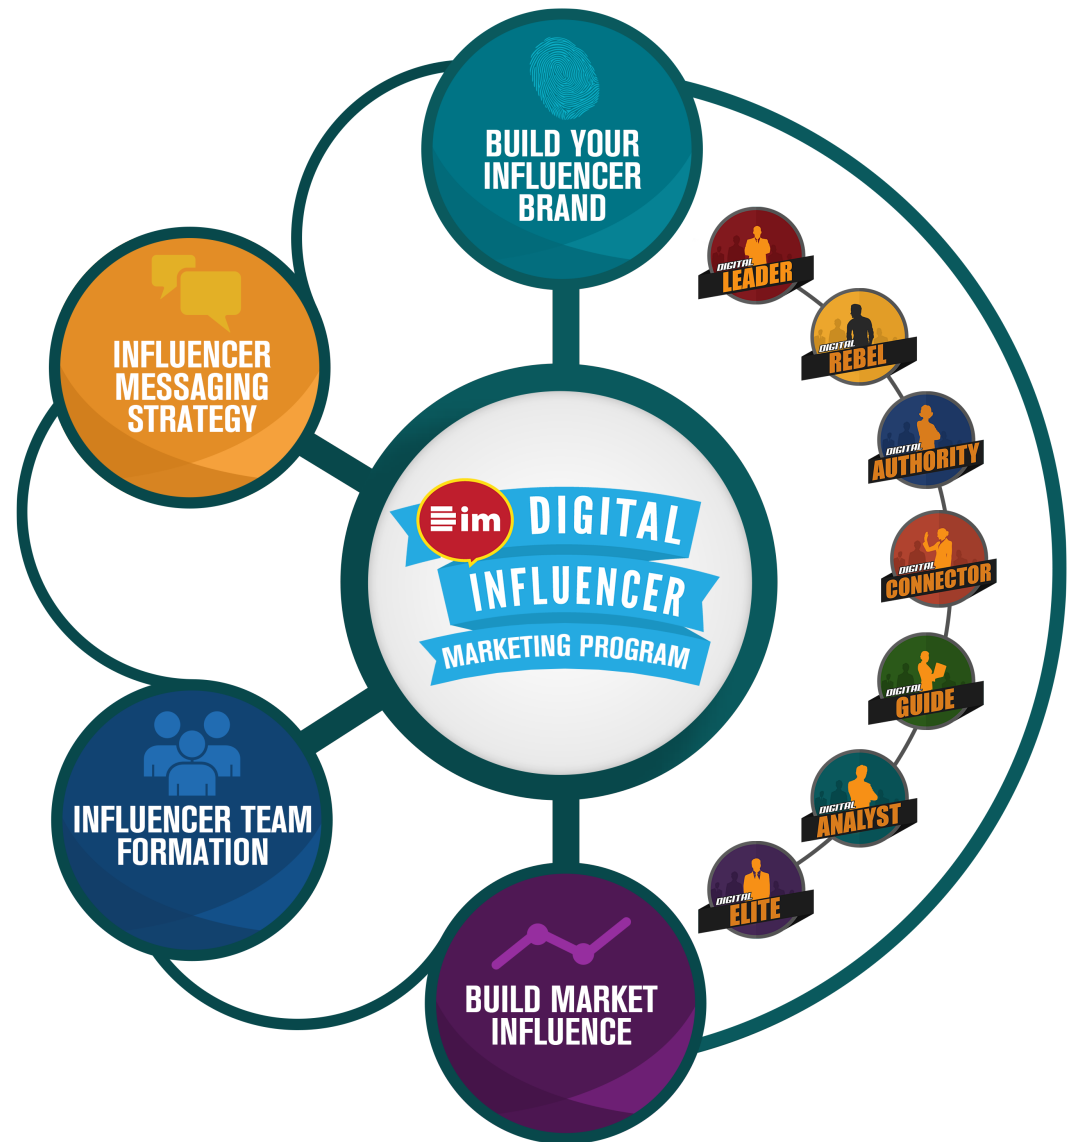 BUILD YOUR
INFLUENCER
BRAND
INFLUENCER
MESSAGING
STRATEGY
INFLUENCER TEAM
FORMATION
BUILD MARKET
INFLUENCE
im
DIGITAL
INFLUENCER
MARKETING PROGRAM
DIGITAL
LEADER
DIGITAL
REBEL
DIGITAL
AUTHORITY
DIGITAL
CONNECTOR
DIGITAL
GUIDE
DIGITAL
ANALYST
DIGITAL
ELITE